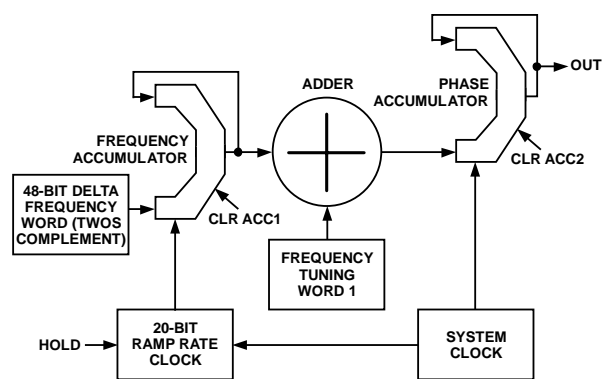 OUT
ADDER
PHASE
ACCUMULATOR
FREQUENCY
ACCUMULATOR
CLR ACC2
48-BIT DELTA
FREQUENCY
WORD (TWOS
COMPLEMENT)
CLR ACC1
FREQUENCY
TUNING
WORD 1
HOLD
20-BIT
RAMP RATE
CLOCK
SYSTEM
CLOCK